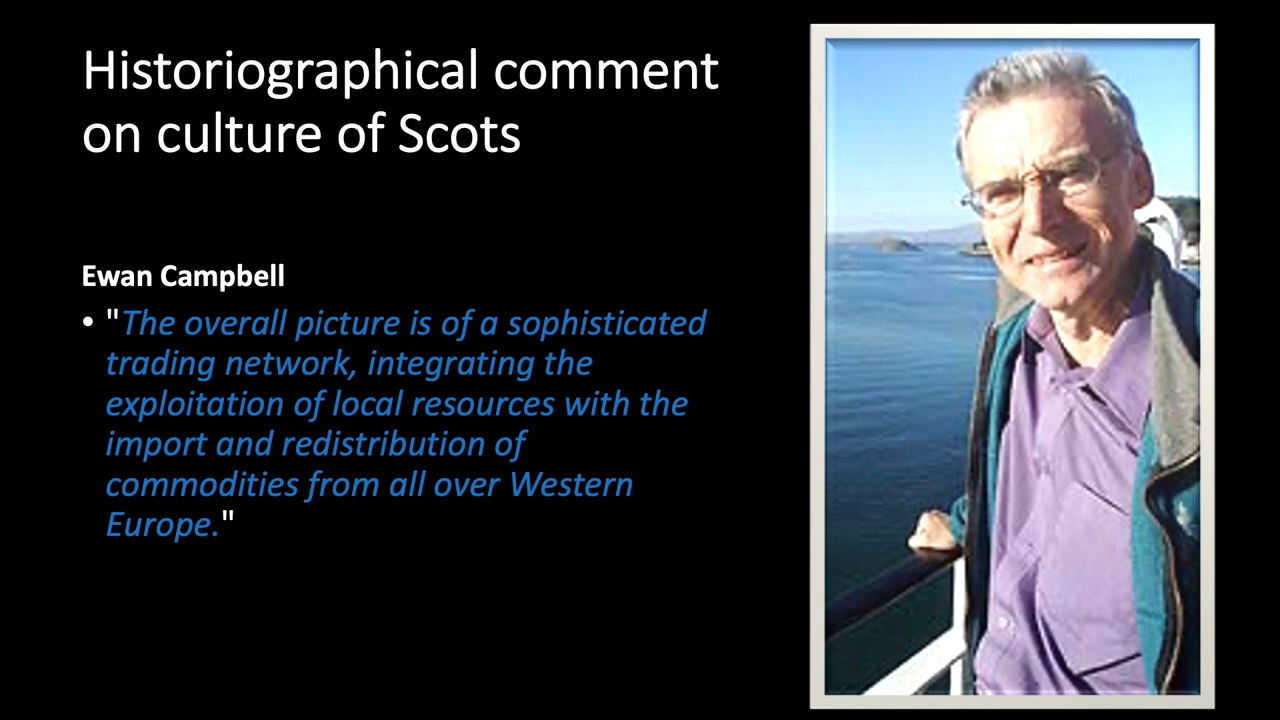 Historiographical comment
on culture of Scots
Ewan Campbell
• "The overall picture is of a sophisticated
trading network, integrating the
exploitation of local resources with the
import and redistribution of
commodities from all over Western
Europe."